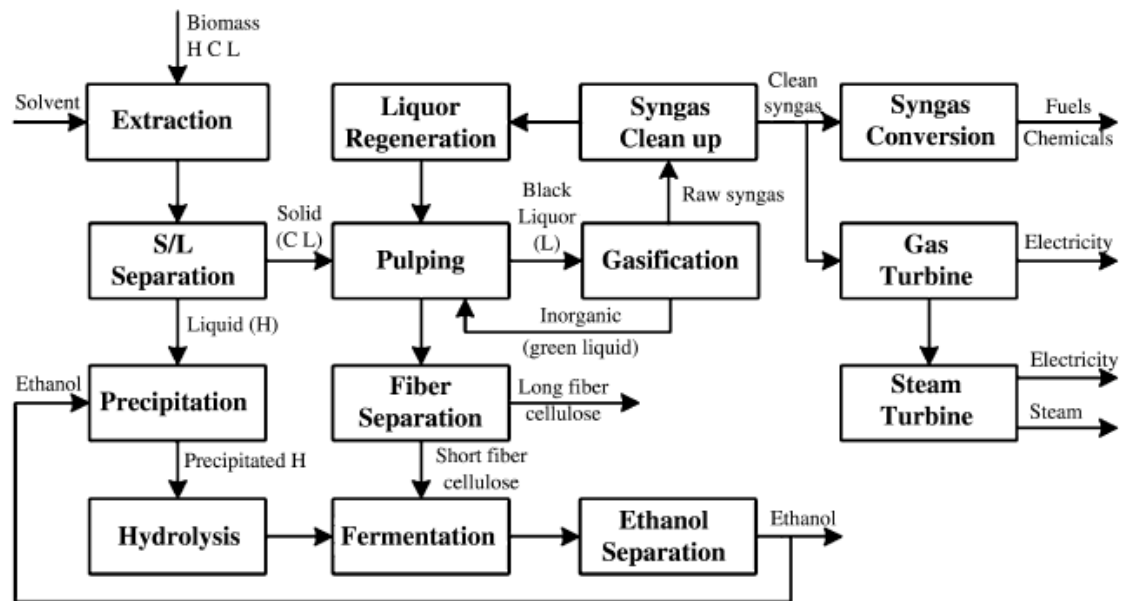 Biomass
H C L
Solvent
Extraction
Liquor
Regeneration
Syngas
Clean up
Clean
syngas
Syngas
Conversion
Fuels
Chemicals
S/L
Separation
Solid
(C L)
Pulping
Black
Liquor
(L)
Gasification
Raw syngas
Gas
Turbine
Electricity
Liquid (H)
Inorganic
(green liquid)
Ethanol
Precipitation
Fiber
Separation
Long fiber
cellulose
Steam
Turbine
Electricity
Steam
Precipitated H
Short fiber
cellulose
Hydrolysis
Fermentation
Ethanol
Separation
Ethanol